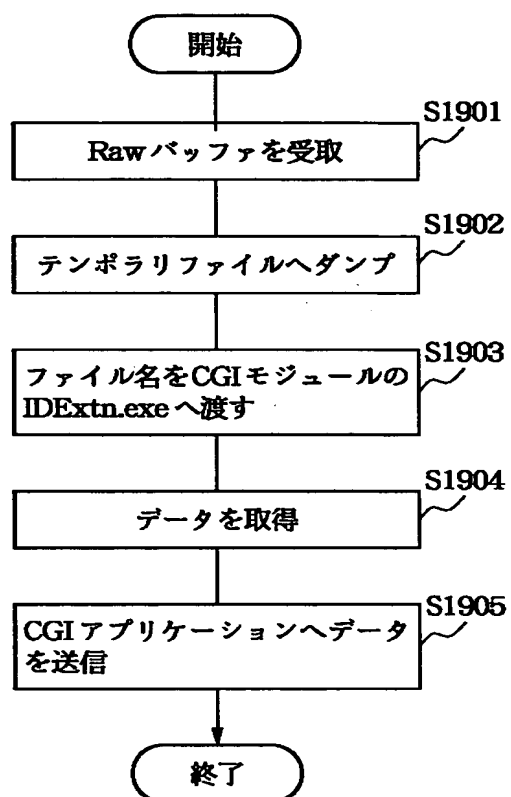 開始
S1901
Rawバッファを受取
S1902
テンポラリファイルへダンプ
S1903
ファイル名をCGIモジュールの
IDExtn.exeへ渡す
S1904
データを取得
S1905
CGIアプリケーションへデータ
を送信
終了